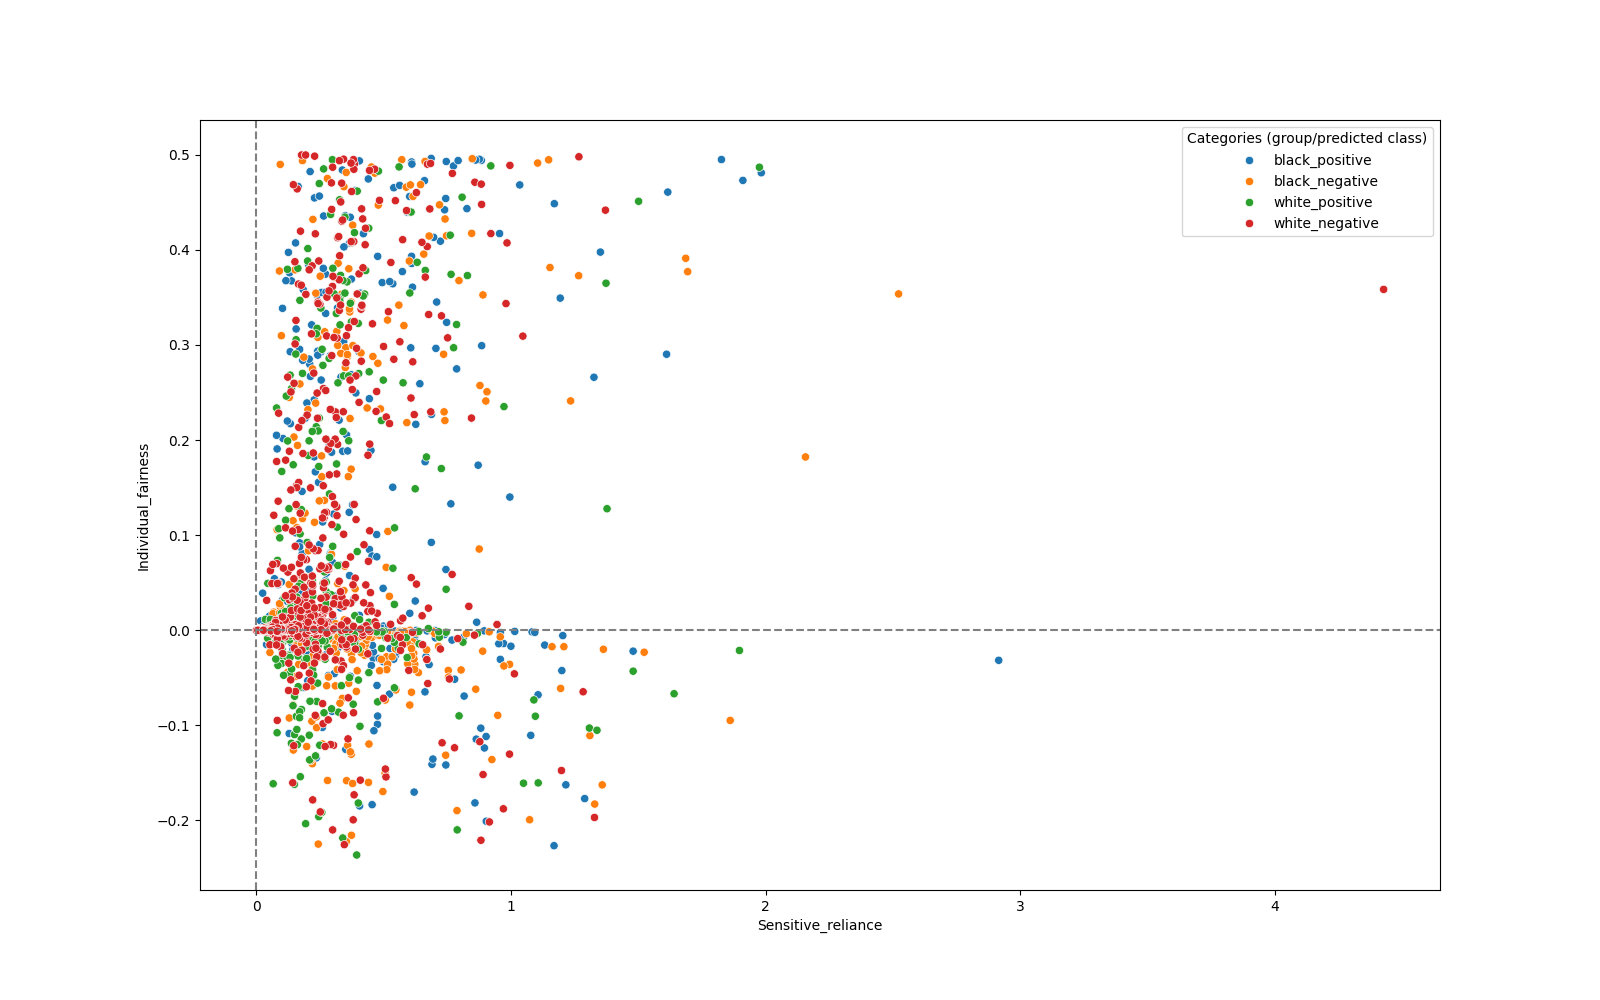 Categories (group/predicted class)
black_positive
black_negative
white_positive
white_negative
0.5
0.4
0.3
0.2
0.1
0.0
−0.1
−0.2
Individual_fairness
0 1 2 3 4
Sensitive_reliance